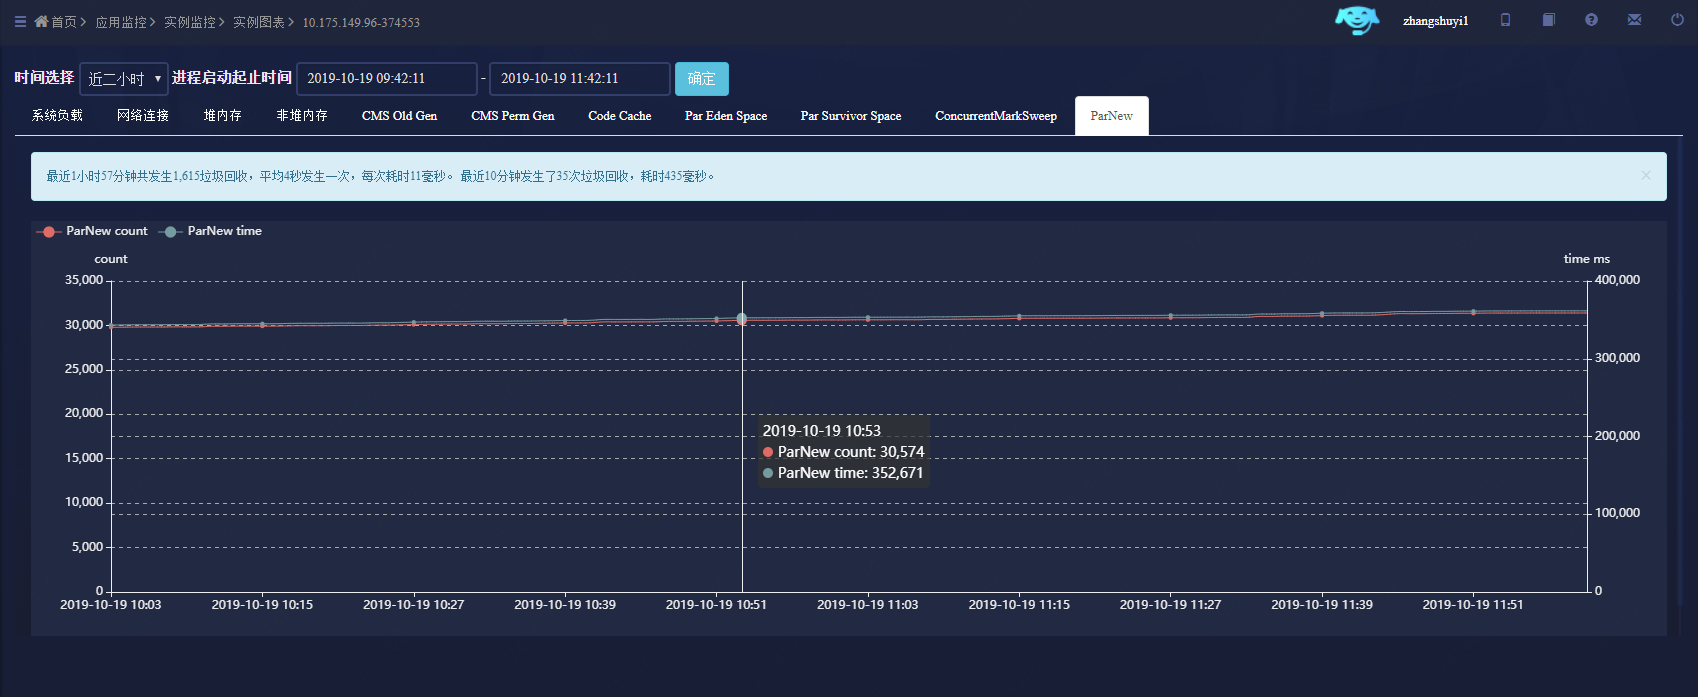 首页 应用监控 实例监控 实例图表 10.175.149.96-374553
zhangshuyi1
时间选择 近二小时 进程启动起止时间 2019-10-19 09:42:11 - 2019-10-19 11:42:11 确定
系统负载 网络连接 堆内存 非堆内存 CMS Old Gen CMS Perm Gen Code Cache Par Eden Space Par Survivor Space ConcurrentMarkSweep ParNew
最近1小时57分钟共发生1,615垃圾回收，平均4秒发生一次，每次耗时11毫秒。 最近10分钟发生了35次垃圾回收，耗时435毫秒。 ×
ParNew count ParNew time
count time ms
35,000 400,000
30,000
300,000
25,000
20,000
200,000
15,000
10,000
100,000
5,000
0 0
2019-10-19 10:53
ParNew count: 30,574
ParNew time: 352,671
2019-10-19 10:03 2019-10-19 10:15 2019-10-19 10:27 2019-10-19 10:39 2019-10-19 10:51 2019-10-19 11:03 2019-10-19 11:15 2019-10-19 11:27 2019-10-19 11:39 2019-10-19 11:51